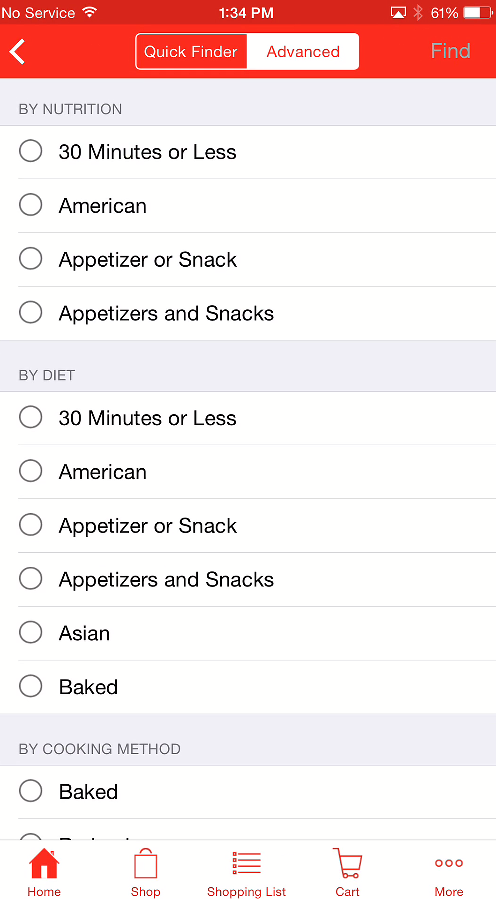 No Service 1:34 PM 61%
Quick Finder Advanced Find
BY NUTRITION
30 Minutes or Less
American
Appetizer or Snack
Appetizers and Snacks
BY DIET
30 Minutes or Less
American
Appetizer or Snack
Appetizers and Snacks
Asian
Baked
BY COOKING METHOD
Baked
Home Shop Shopping List Cart More